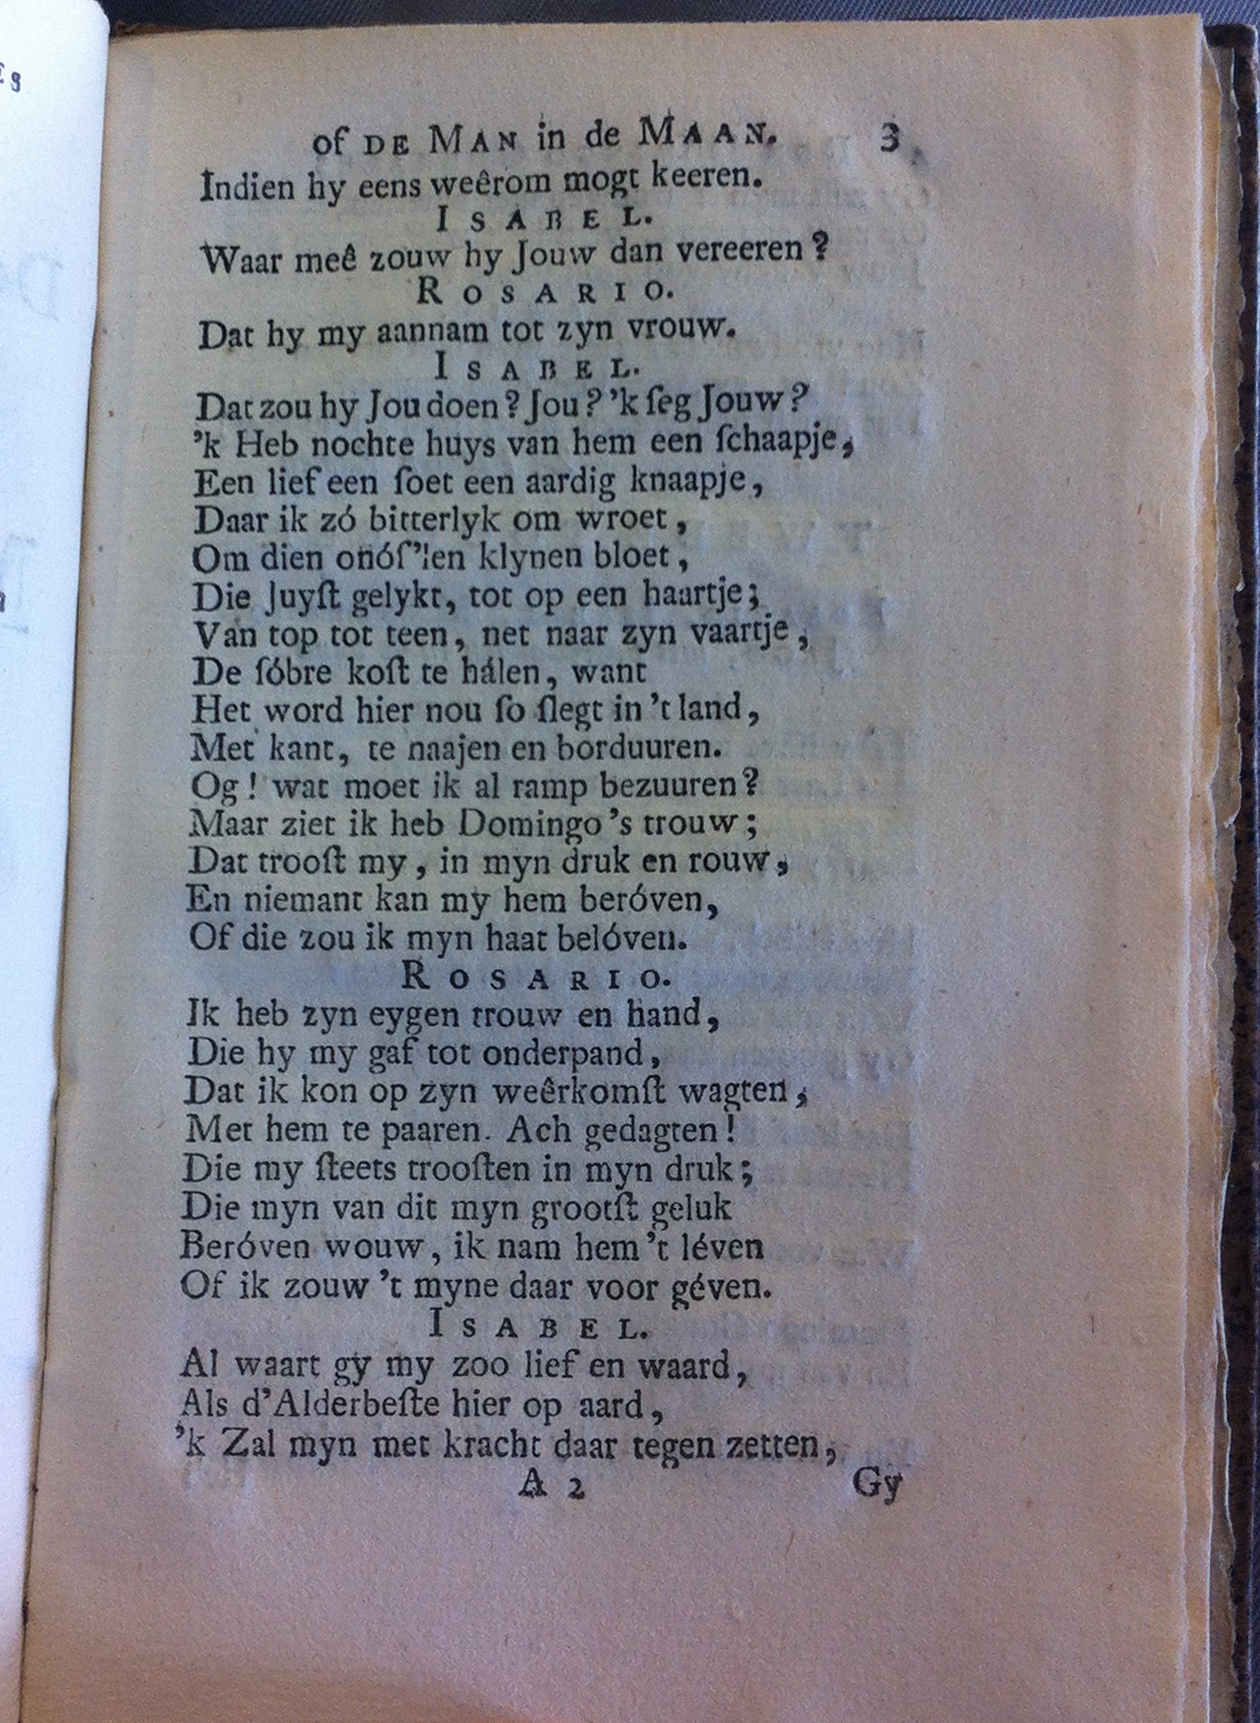 of DE MAN in de MAAN. 3
Indien hy eens weêrom mogt keeren.
ISABEL.
Waar meê zouw hy Jouw dan vereeren?
ROSARIO.
Dat hy my aannam tot zyn vrouw.
ISABEL.
Dat zou hy Jou doen? Jou? 'k ſeg Jouw?
'k Heb nochte huys van hem een ſchaapje,
Een lief een ſoet een aardig knaapje,
Daar ik zó bitterlyk om wroet,
Om dien onóſ'len klynen bloet,
Die Juyſt gelykt, tot op een haartje;
Van top tot teen, net naar zyn vaartje,
De ſóbre koſt te hálen, want
Het word hier nou ſo ſlegt in 't land,
Met kant, te naajen en borduuren.
Og! wat moet ik al ramp bezuuren?
Maar ziet ik heb Domingo 's trouw;
Dat trooſt my, in myn druk en rouw,
En niemant kan my hem beróven,
Of die zou ik myn haat belóven.
ROSARIO.
Ik heb zyn eygen trouw en hand,
Die hy my gaf tot onderpand,
Dat ik kon op zyn weêrkomſt wagten,
Met hem te paaren. Ach gedagten!
Die my ſteets trooſten in myn druk;
Die myn van dit myn grootſt geluk
Beróven wouw, ik nam hem 't léven
Of ik zouw 't myne daar voor géven.
ISABEL.
Al waart gy my zoo lief en waard,
Als d'Alderbeſte hier op aard,
'k Zal myn met kracht daar tegen zetten,
A 2 Gy